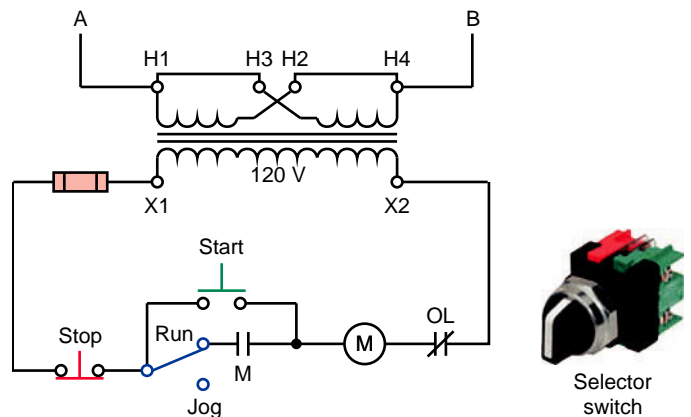 A B
H1 H3 H2 H4
120 V
X1 X2
Start
Stop Run M M OL
Jog
Selector
switch